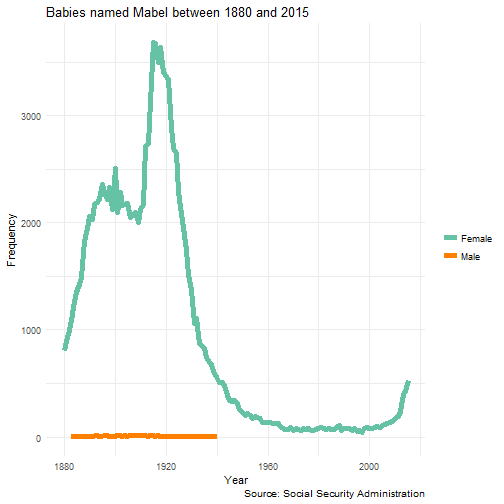 Babies named Mabel between 1880 and 2015
Frequency
3000
2000
1000
0
1880
1920
1960
2000
Year
Female
Male
Source: Social Security Administration